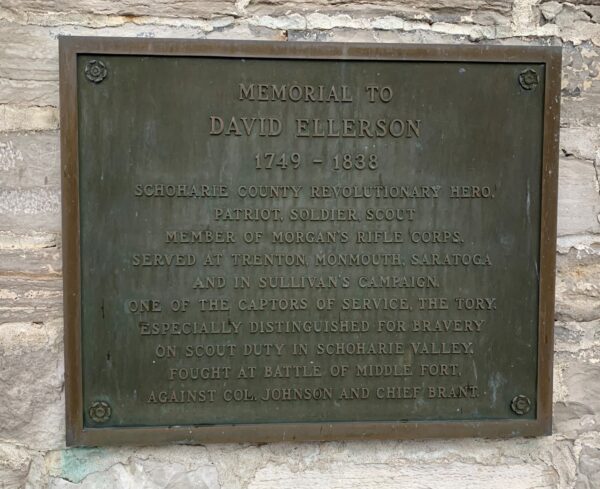 MEMORIAL TO
DAVID ELLERSON
1749 - 1838
SCHOHARIE COUNTY REVOLUTIONARY HERO.
PATRIOT, SOLDIER, SCOUT
MEMBER OF MORGAN'S RIFLE CORPS.
SERVED AT TRENTON, MONMOUTH, SARATOGA
AND IN SULLIVAN'S CAMPAIGN.
ONE OF THE CAPTORS OF SERVICE, THE TORY.
ESPECIALLY DISTINGUISHED FOR BRAVERY
ON SCOUT DUTY IN SCHOHARIE VALLEY.
FOUGHT AT BATTLE OF MIDDLE FORT,
AGAINST COL. JOHNSON AND CHIEF BRANT.